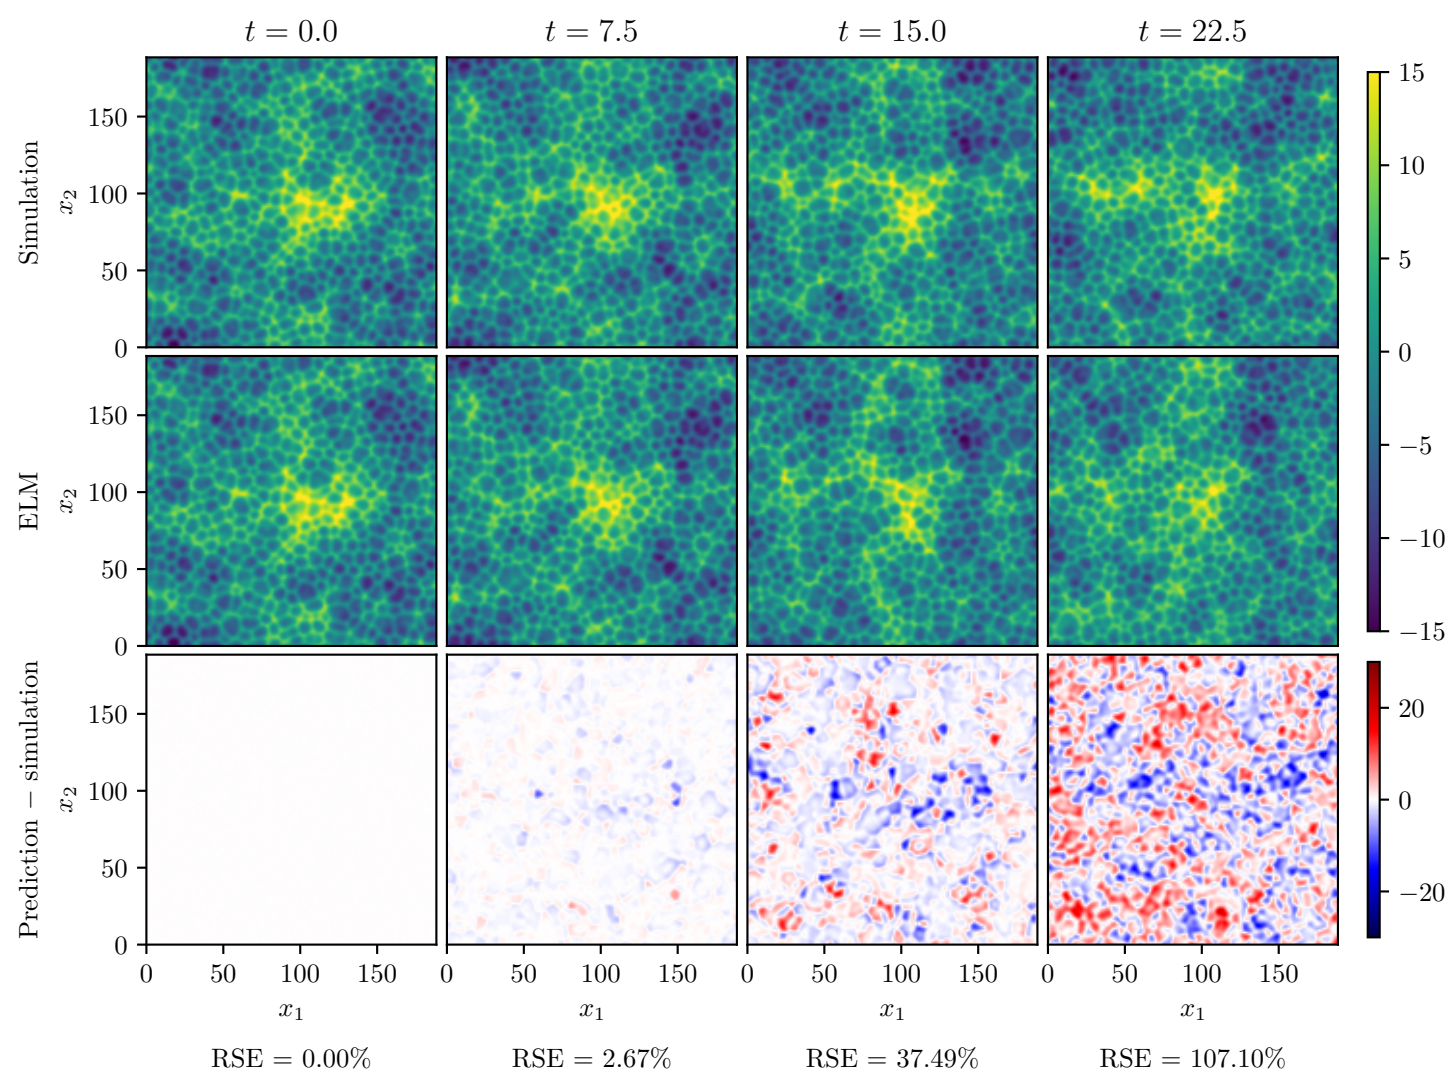 t = 0.0 t = 7.5 t = 15.0 t = 22.5
Simulation
x₂
150
100
50
0
15
10
5
0
−5
−10
−15
ELM
x₂
150
100
50
0
Prediction − simulation
x₂
150
100
50
0
20
0
−20
0 50 100 150 0 50 100 150 0 50 100 150 0 50 100 150
x₁ x₁ x₁ x₁
RSE = 0.00% RSE = 2.67% RSE = 37.49% RSE = 107.10%